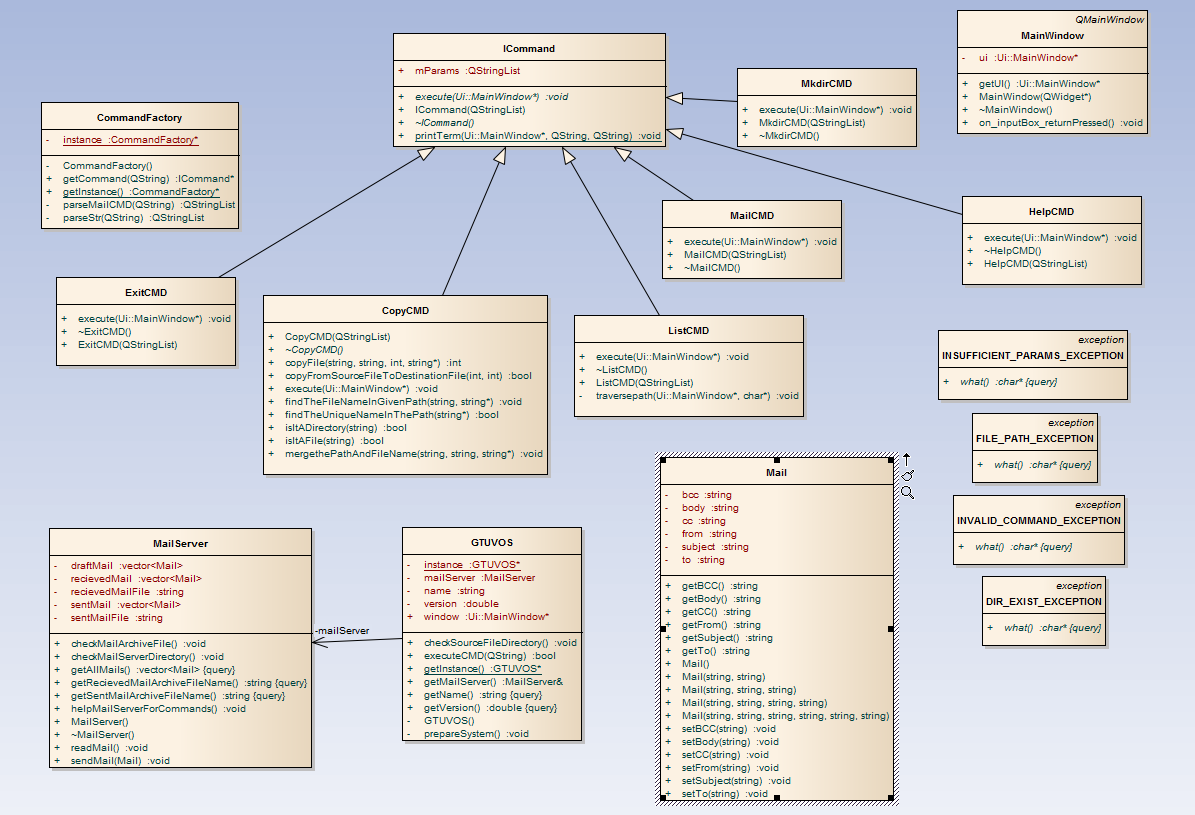 ICommand
+ mParams :QStringList
+ execute(Ui::MainWindow*) :void
+ ICommand(QStringList)
+ ~ICommand()
+ printTerm(Ui::MainWindow*, QString, QString) :void
QMainWindow
MainWindow
- ui :Ui::MainWindow*
+ getUI() :Ui::MainWindow*
+ MainWindow(QWidget*)
+ ~MainWindow()
+ on_inputBox_returnPressed() :void
MkdirCMD
+ execute(Ui::MainWindow*) :void
+ MkdirCMD(QStringList)
+ ~MkdirCMD()
CommandFactory
- instance :CommandFactory*
- CommandFactory()
+ getCommand(QString) :ICommand*
+ getInstance() :CommandFactory*
- parseMailCMD(QString) :QStringList
- parseStr(QString) :QStringList
MailCMD
+ execute(Ui::MainWindow*) :void
+ MailCMD(QStringList)
+ ~MailCMD()
HelpCMD
+ execute(Ui::MainWindow*) :void
+ ~HelpCMD()
+ HelpCMD(QStringList)
ExitCMD
+ execute(Ui::MainWindow*) :void
+ ~ExitCMD()
+ ExitCMD(QStringList)
CopyCMD
+ CopyCMD(QStringList)
+ ~CopyCMD()
+ copyFile(string, string, int, string*) :int
+ copyFromSourceFileToDestinationFile(int, int) :bool
+ execute(Ui::MainWindow*) :void
+ findTheFileNameInGivenPath(string, string*) :void
+ findTheUniqueNameInThePath(string*) :bool
+ isItADirectory(string) :bool
+ isItAFile(string) :bool
+ mergethePathAndFileName(string, string, string*) :void
ListCMD
+ execute(Ui::MainWindow*) :void
+ ~ListCMD()
+ ListCMD(QStringList)
- traversepath(Ui::MainWindow*, char*) :void
exception
INSUFFICIENT_PARAMS_EXCEPTION
+ what() :char* {query}
exception
FILE_PATH_EXCEPTION
+ what() :char* {query}
exception
INVALID_COMMAND_EXCEPTION
+ what() :char* {query}
exception
DIR_EXIST_EXCEPTION
+ what() :char* {query}
MailServer
- draftMail :vector<Mail>
- recievedMail :vector<Mail>
- recievedMailFile :string
- sentMail :vector<Mail>
- sentMailFile :string
+ checkMailArchiveFile() :void
+ checkMailServerDirectory() :void
+ getAllMails() :vector<Mail> {query}
+ getRecievedMailArchiveFileName() :string {query}
+ getSentMailArchiveFileName() :string {query}
+ helpMailServerForCommands() :void
+ MailServer()
+ ~MailServer()
+ readMail() :void
+ sendMail(Mail) :void
-mailServer
GTUVOS
- instance :GTUVOS*
- mailServer :MailServer
- name :string
- version :double
+ window :Ui::MainWindow*
+ checkSourceFileDirectory() :void
+ executeCMD(QString) :bool
+ getInstance() :GTUVOS*
+ getMailServer() :MailServer&
+ getName() :string {query}
+ getVersion() :double {query}
- GTUVOS()
- prepareSystem() :void
Mail
- bcc :string
- body :string
- cc :string
- from :string
- subject :string
- to :string
+ getBCC() :string
+ getBody() :string
+ getCC() :string
+ getFrom() :string
+ getSubject() :string
+ getTo() :string
+ Mail()
+ Mail(string, string)
+ Mail(string, string, string)
+ Mail(string, string, string, string)
+ Mail(string, string, string, string, string, string)
+ setBCC(string) :void
+ setBody(string) :void
+ setCC(string) :void
+ setFrom(string) :void
+ setSubject(string) :void
+ setTo(string) :void